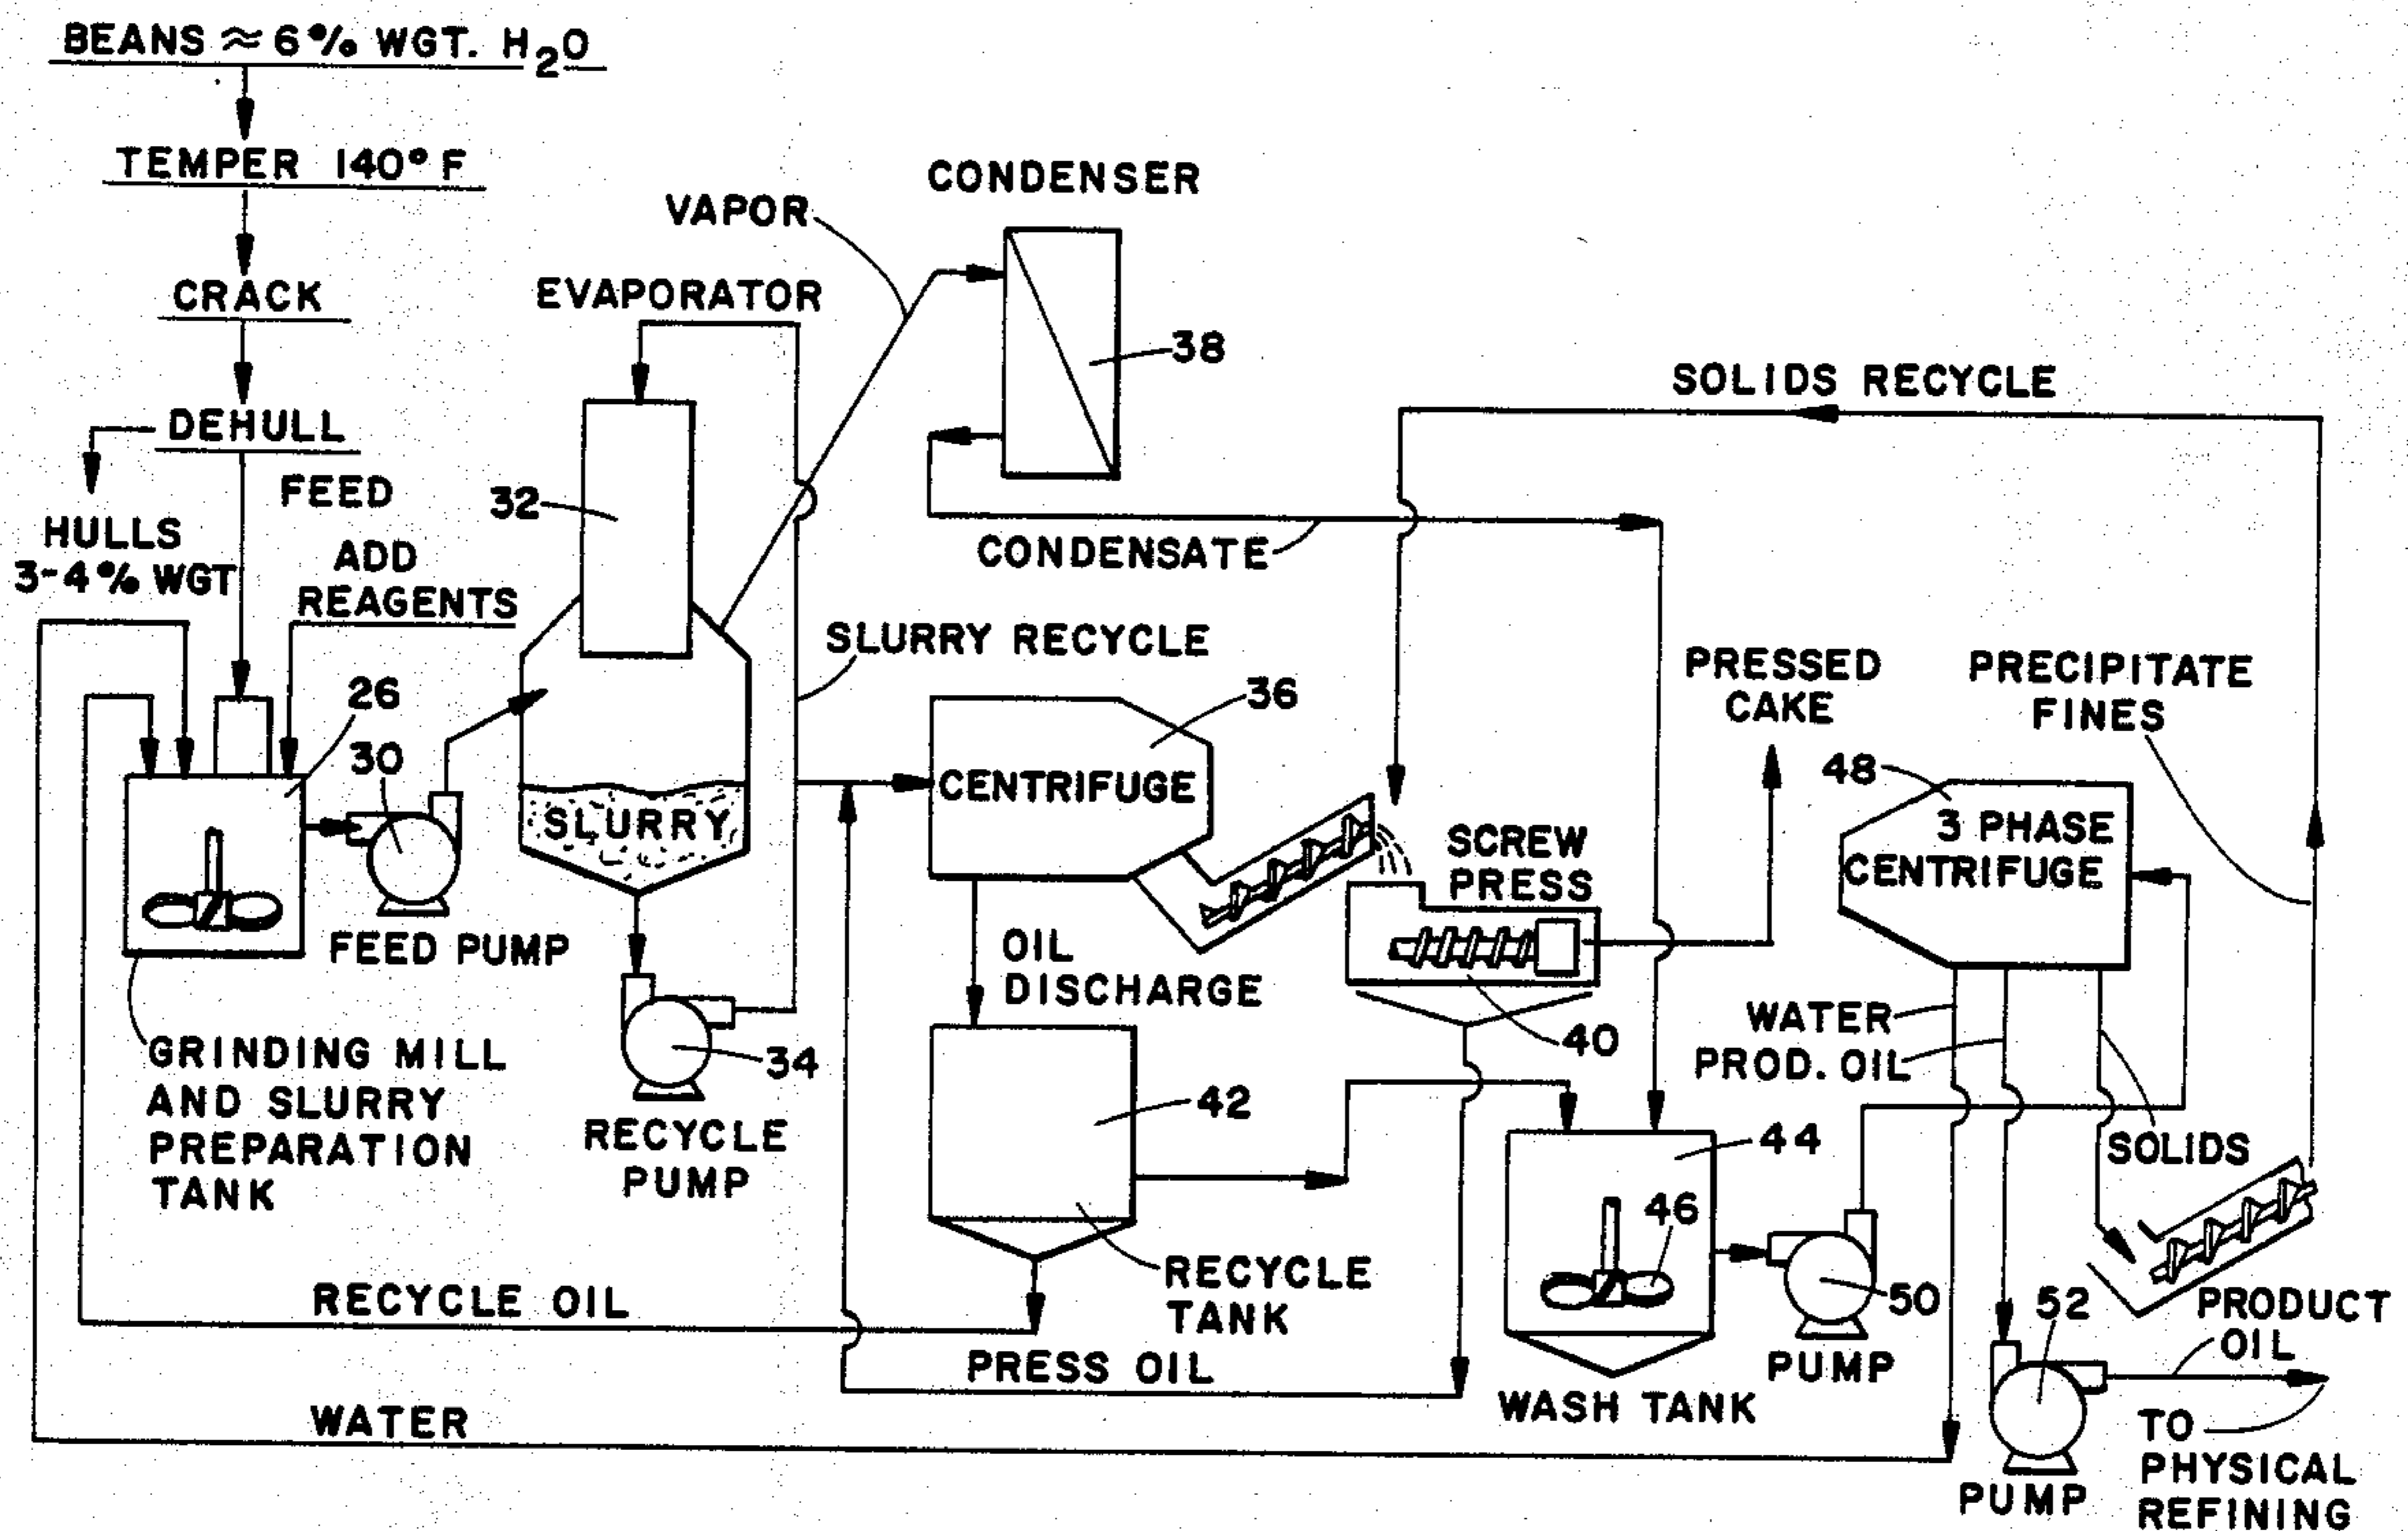 BEANS ≈ 6% WGT. H2O
TEMPER 140° F
CRACK
DEHULL
HULLS
3-4% WGT
FEED
ADD
REAGENTS
26
30
FEED PUMP
GRINDING MILL
AND SLURRY
PREPARATION
TANK
EVAPORATOR
32
VAPOR
CONDENSER
38
CONDENSATE
SLURRY
SLURRY RECYCLE
34
RECYCLE
PUMP
36
CENTRIFUGE
OIL
DISCHARGE
42
RECYCLE
TANK
RECYCLE OIL
PRESS OIL
WATER
SOLIDS RECYCLE
SCREW
PRESS
40
PRESSED
CAKE
44
46
WASH TANK
50
PUMP
PRECIPITATE
FINES
48
3 PHASE
CENTRIFUGE
WATER
PROD. OIL
SOLIDS
52
PUMP
PRODUCT
OIL
TO
PHYSICAL
REFINING